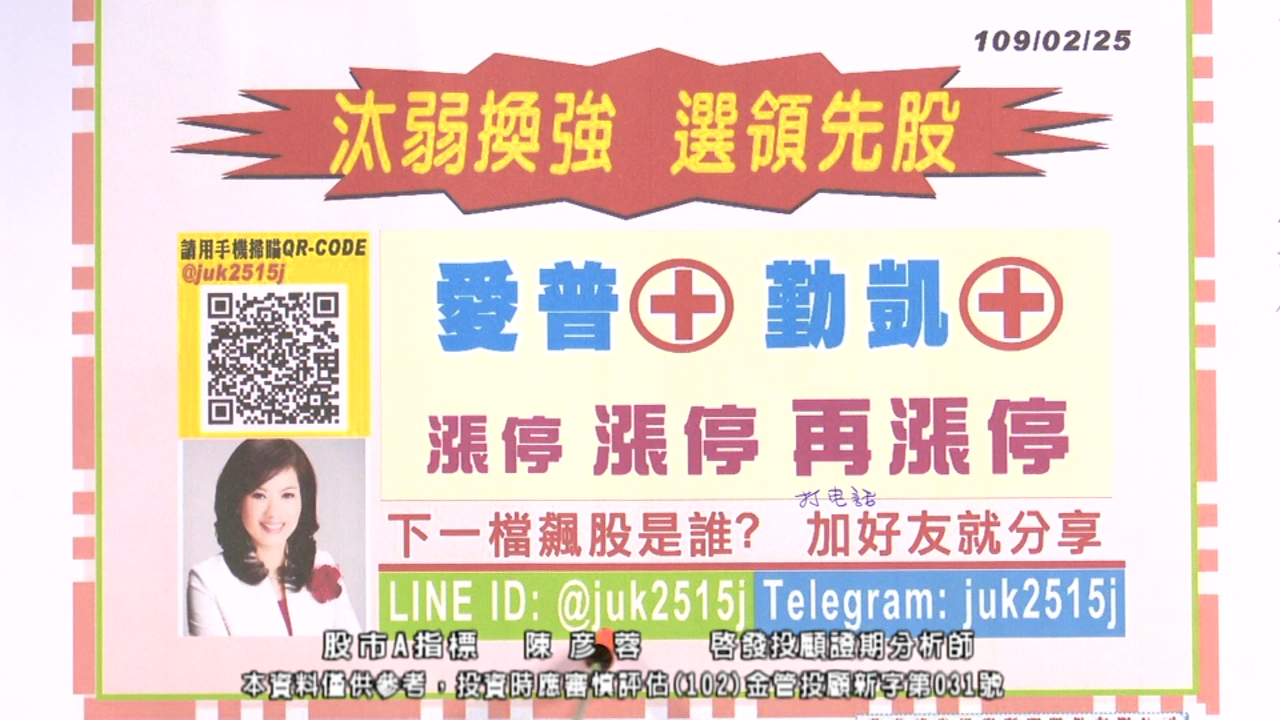 109/02/25
汰弱換強 選領先股
請用手機掃瞄QR-CODE
@juk2515j
愛普+ 勤凱+
漲停 漲停 再漲停
打电話
下一檔飆股是誰? 加好友就分享
LINE ID: @juk2515j Telegram: juk2515j
股市A指標 陳彥蓉 啓發投顧證期分析師
本資料僅供參考,投資時應審慎評估(102)金管投顧新字第031號